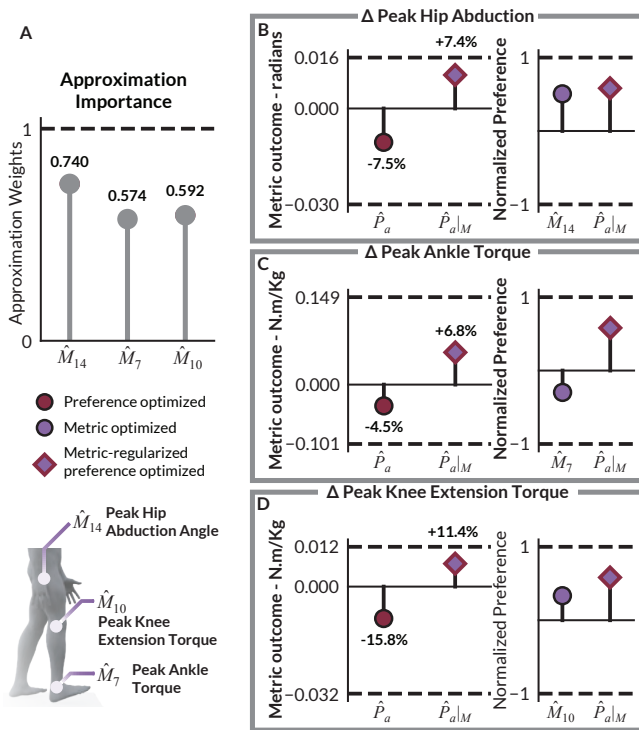 A
Approximation
Importance
Approximation Weights
1
0
0.740
0.574
0.592
M̂₁₄
M̂₇
M̂₁₀
Preference optimized
Metric optimized
Metric-regularized
preference optimized
M̂₁₄ Peak Hip
Abduction Angle
M̂₁₀
Peak Knee
Extension Torque
M̂₇ Peak Ankle
Torque
Δ Peak Hip Abduction
B
Metric outcome - radians
0.016
0.000
−0.030
+7.4%
-7.5%
P̂ₐ
P̂ₐ|M
Normalized Preference
1
−1
M̂₁₄
P̂ₐ|M
Δ Peak Ankle Torque
C
Metric outcome - N.m/Kg
0.149
0.000
−0.101
+6.8%
-4.5%
P̂ₐ
P̂ₐ|M
Normalized Preference
1
−1
M̂₇
P̂ₐ|M
Δ Peak Knee Extension Torque
D
Metric outcome - N.m/Kg
0.012
0.000
−0.032
+11.4%
-15.8%
P̂ₐ
P̂ₐ|M
Normalized Preference
1
−1
M̂₁₀
P̂ₐ|M